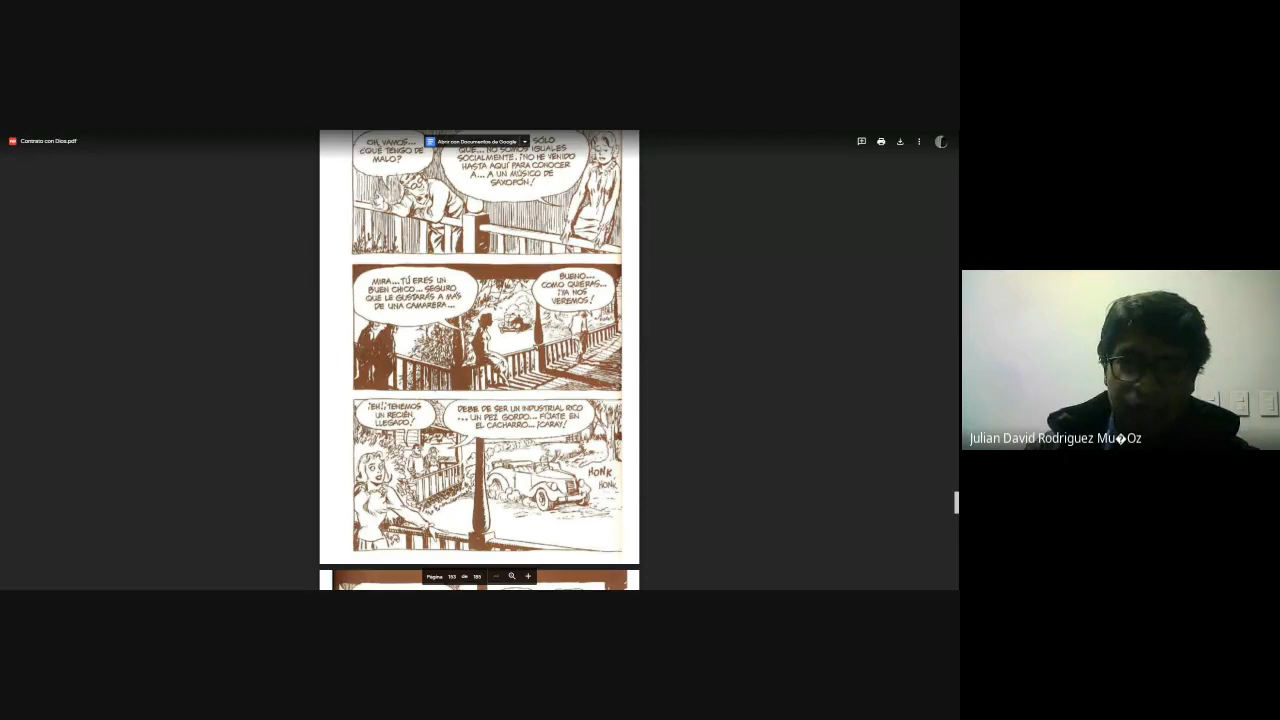 Contrato con Dios.pdf
Abrir con Documentos de Google
OH, VAMOS...
¿QUÉ TENGO DE
MALO?
SÓLO
QUE... NO SOMOS IGUALES
SOCIALMENTE. ¡NO HE VENIDO
HASTA AQUÍ PARA CONOCER
A... A UN MÚSICO DE
SAXOFÓN!
MIRA... TÚ ERES UN
BUEN CHICO... SEGURO
QUE LE GUSTARÁS A MÁS
DE UNA CAMARERA...
BUENO...
COMO QUIERAS...
¡YA NOS
VEREMOS!
¡EH! ¡TENEMOS
UN RECIÉN
LLEGADO!
DEBE DE SER UN INDUSTRIAL RICO
... UN PEZ GORDO... FÍJATE EN
EL CACHARRO... ¡CARAY!
HONK
HONK
Página 153 de 185
Julian David Rodriguez Mu�Oz